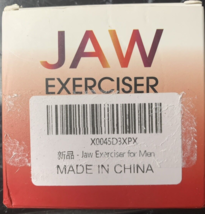 JAW
EXERCISER
X0045D3XPX
新品 - Jaw Exerciser for Men
MADE IN CHINA